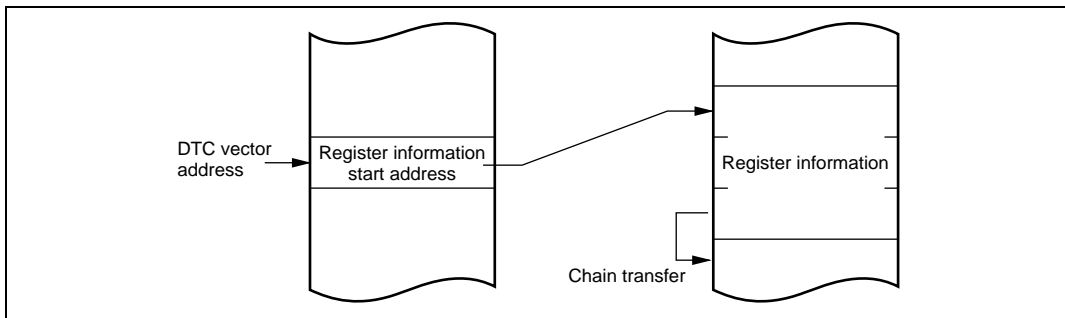 DTC vector
address
Register information
start address
Register information
Chain transfer